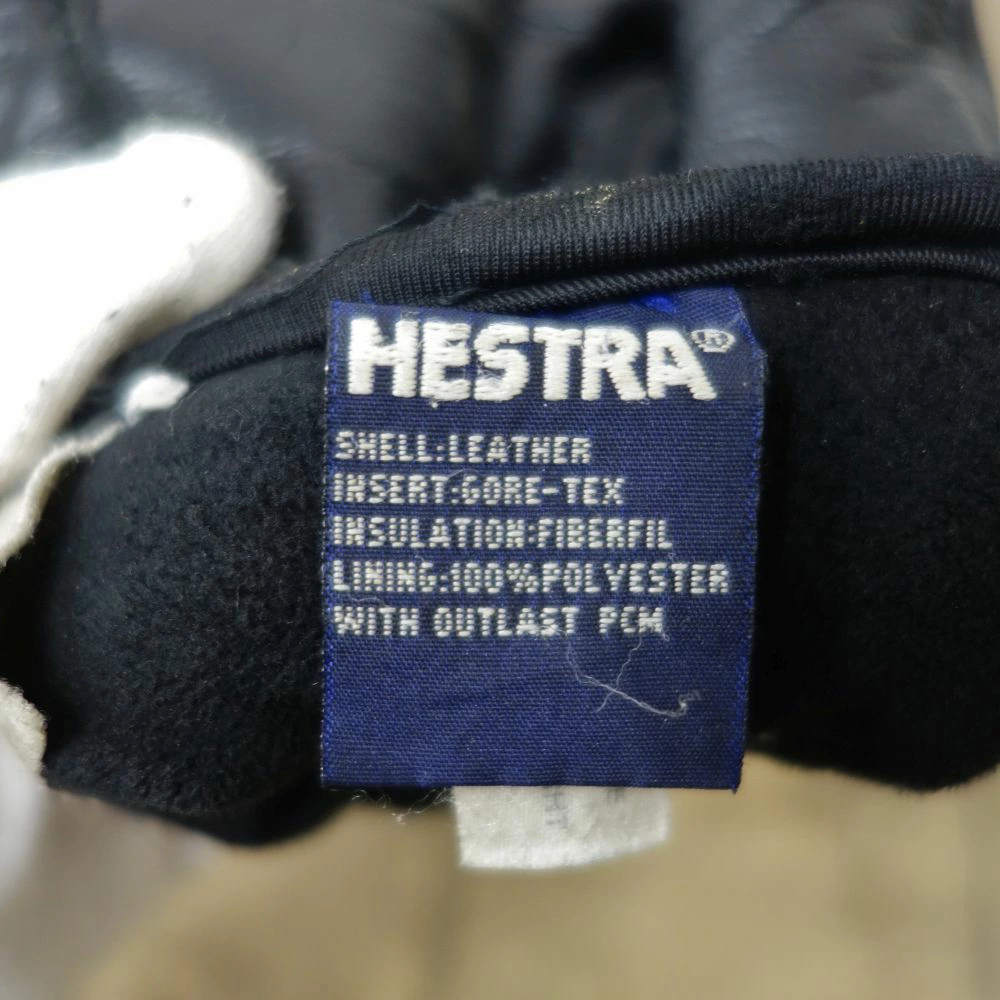 HESTRA®
SHELL:LEATHER
INSERT:GORE-TEX
INSULATION:FIBERFIL
LINING:100%POLYESTER
WITH OUTLAST PCM